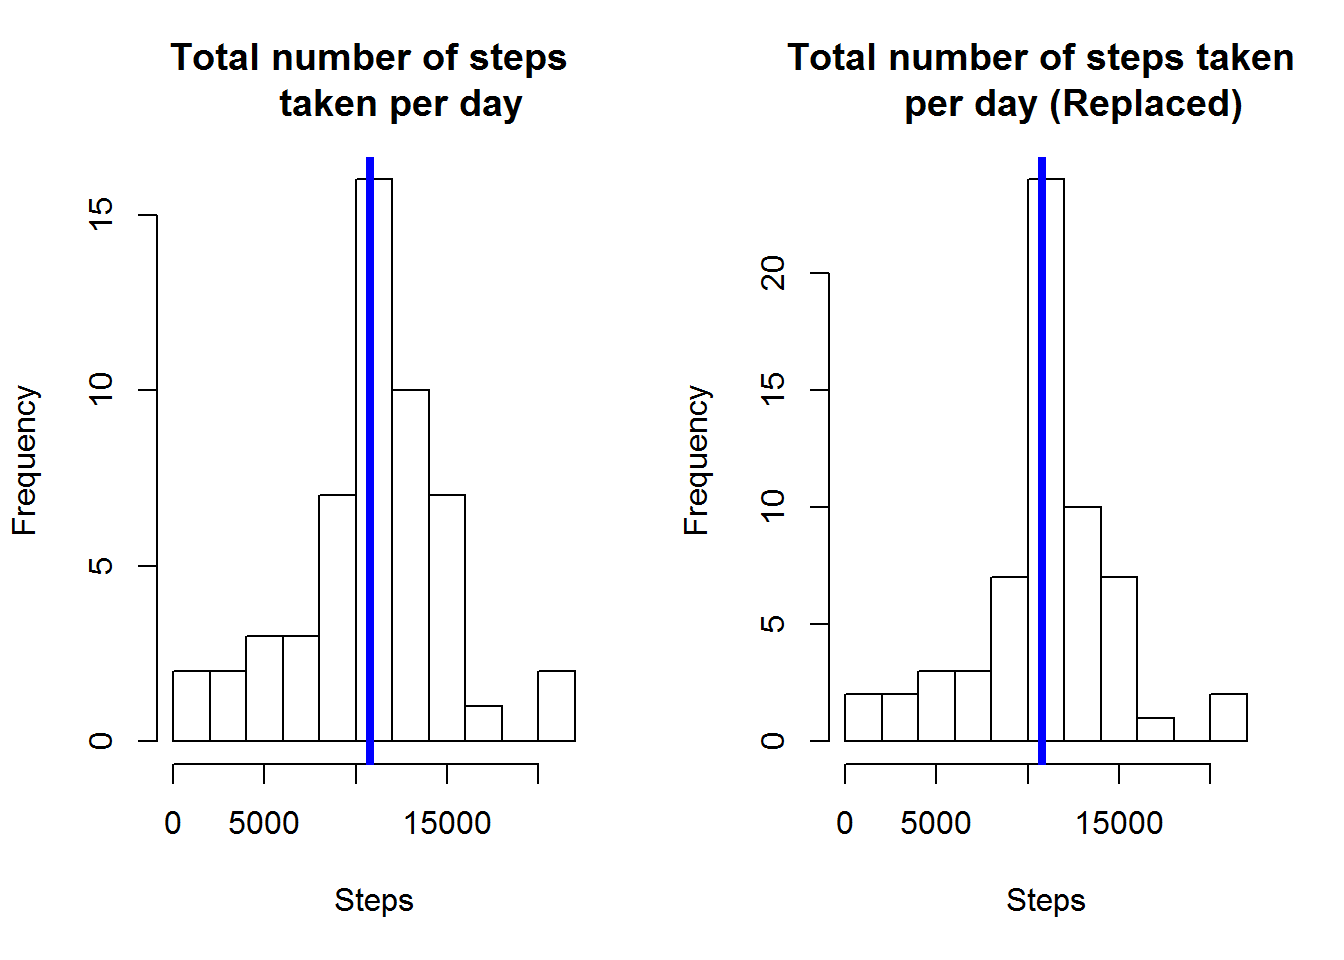 Total number of steps
taken per day
15
10
5
0
Frequency
0 5000 15000
Steps
Total number of steps taken
per day (Replaced)
20
15
10
5
0
Frequency
0 5000 15000
Steps